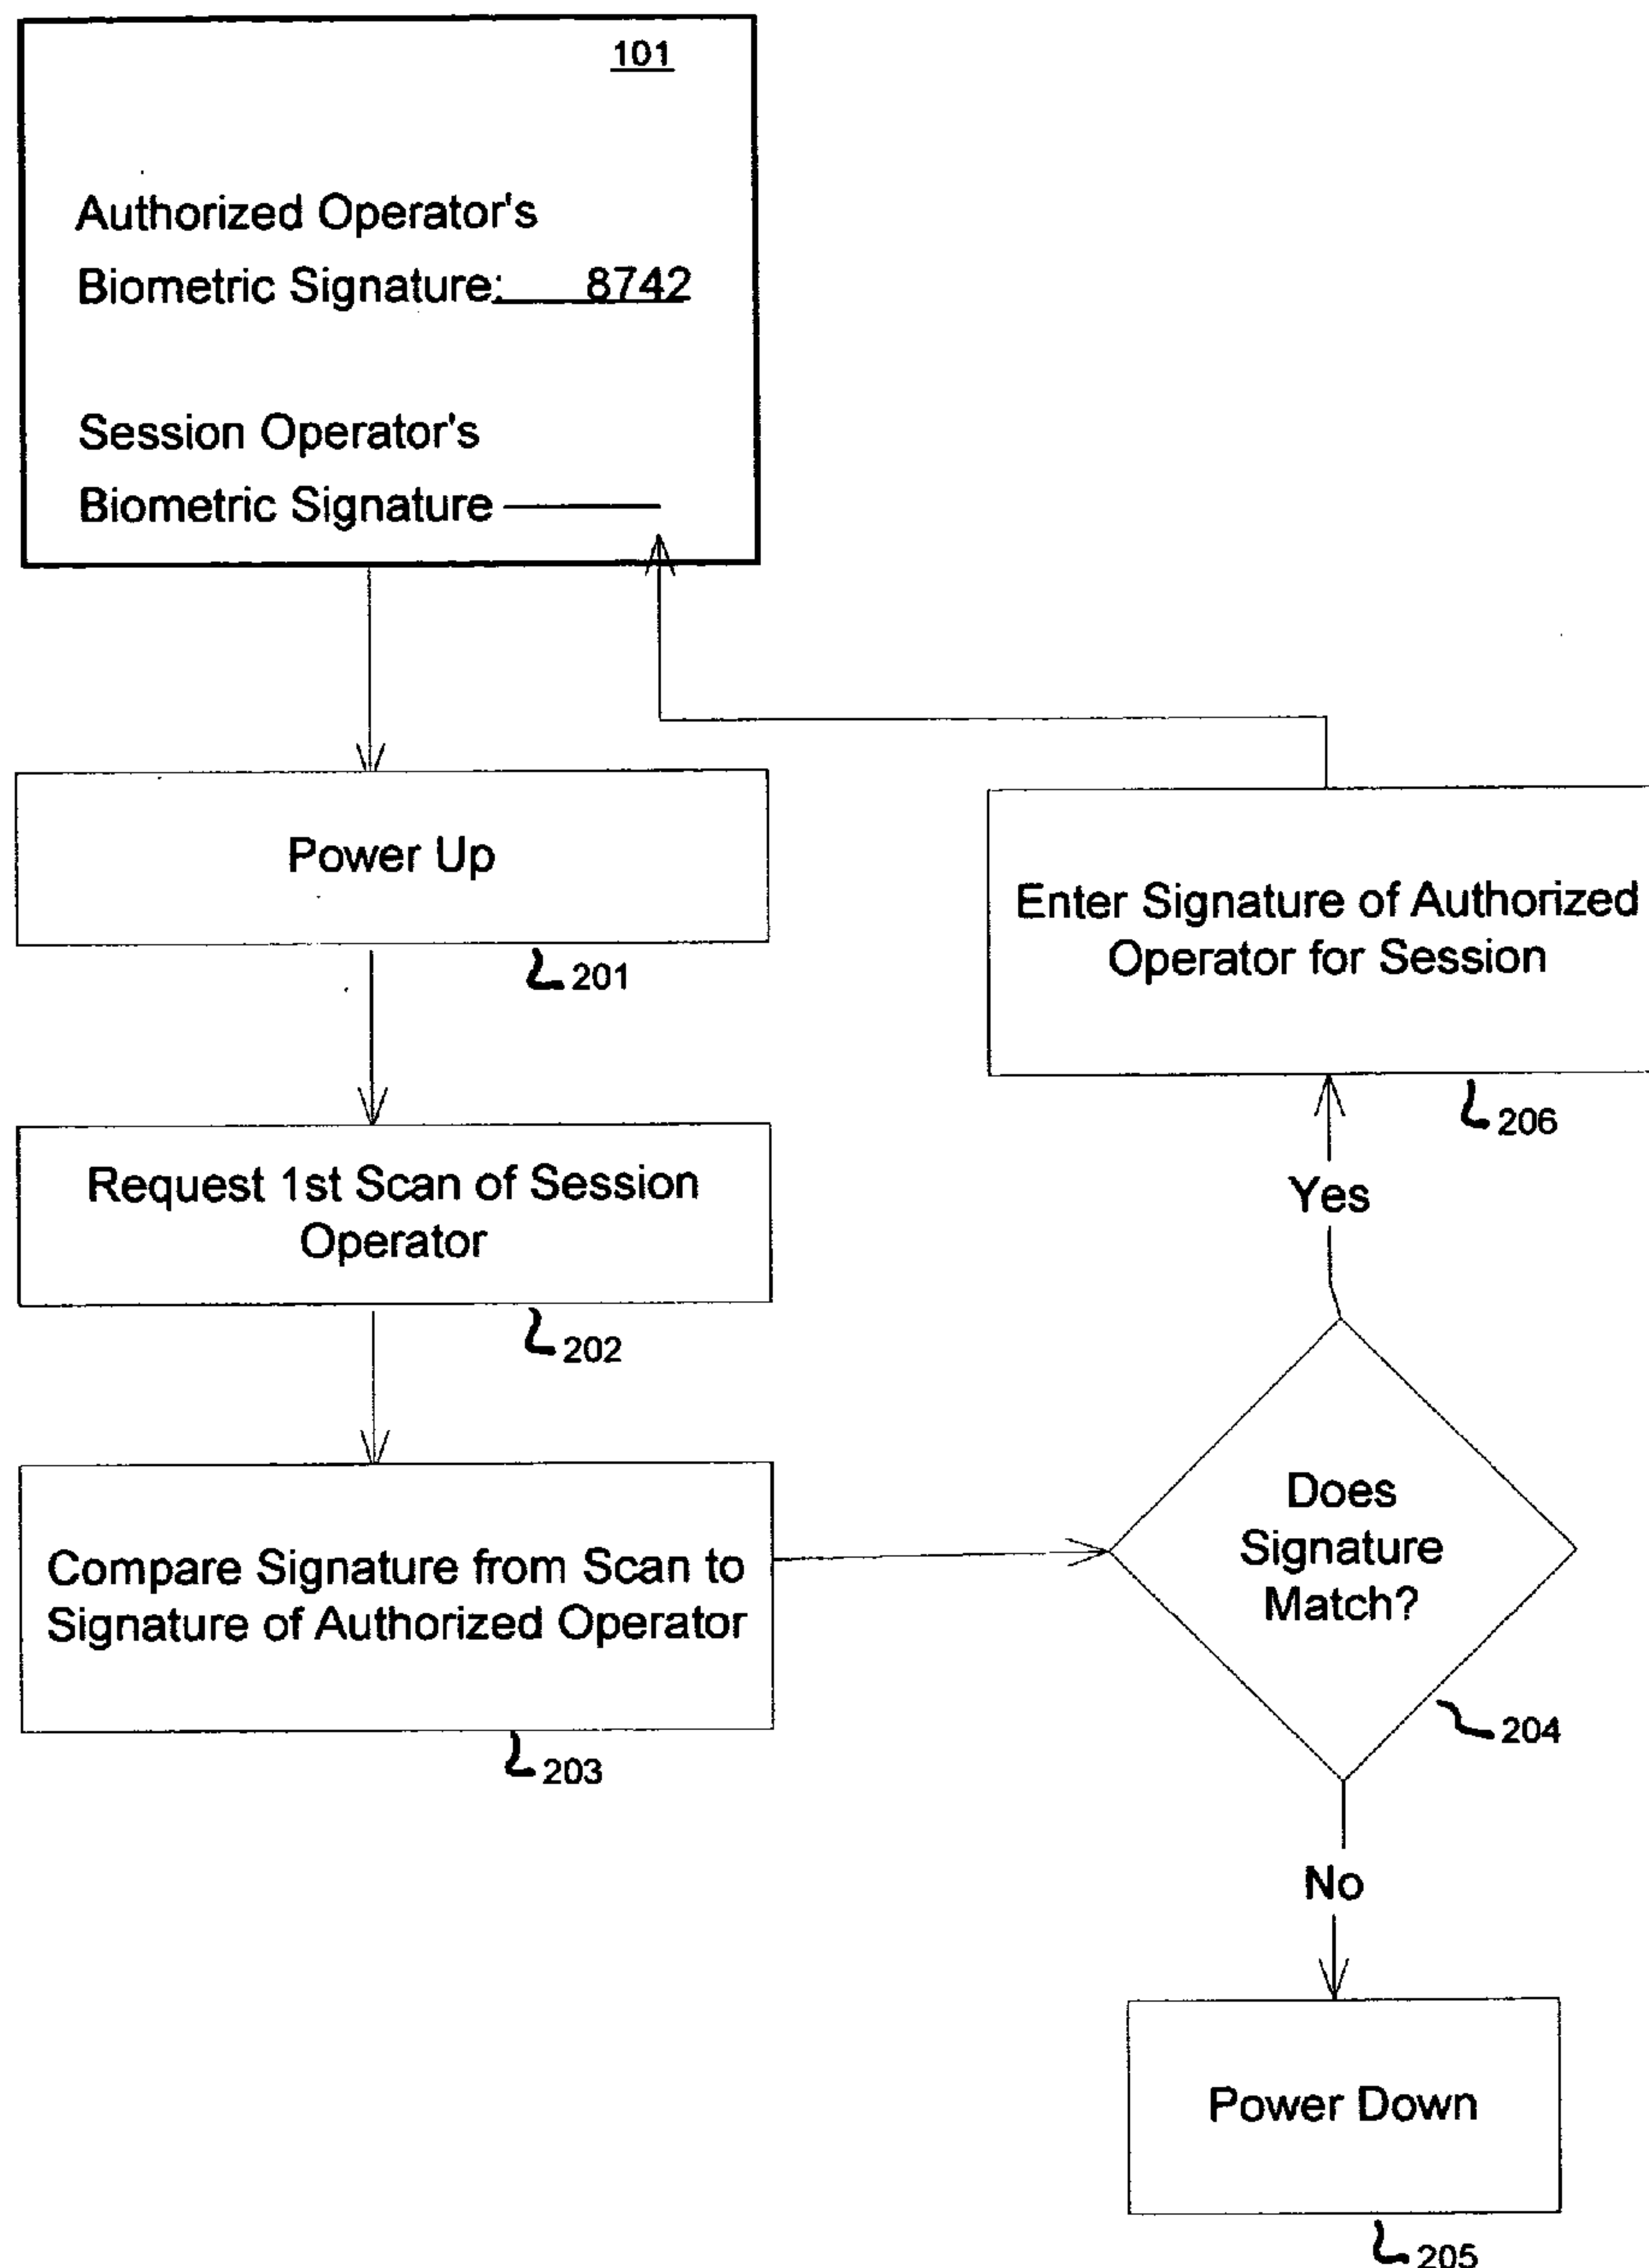 101
Authorized Operator's
Biometric Signature: 8742
Session Operator's
Biometric Signature
Power Up
201
Request 1st Scan of Session
Operator
202
Compare Signature from Scan to
Signature of Authorized Operator
203
Does
Signature
Match?
204
Yes
Enter Signature of Authorized
Operator for Session
206
No
Power Down
205